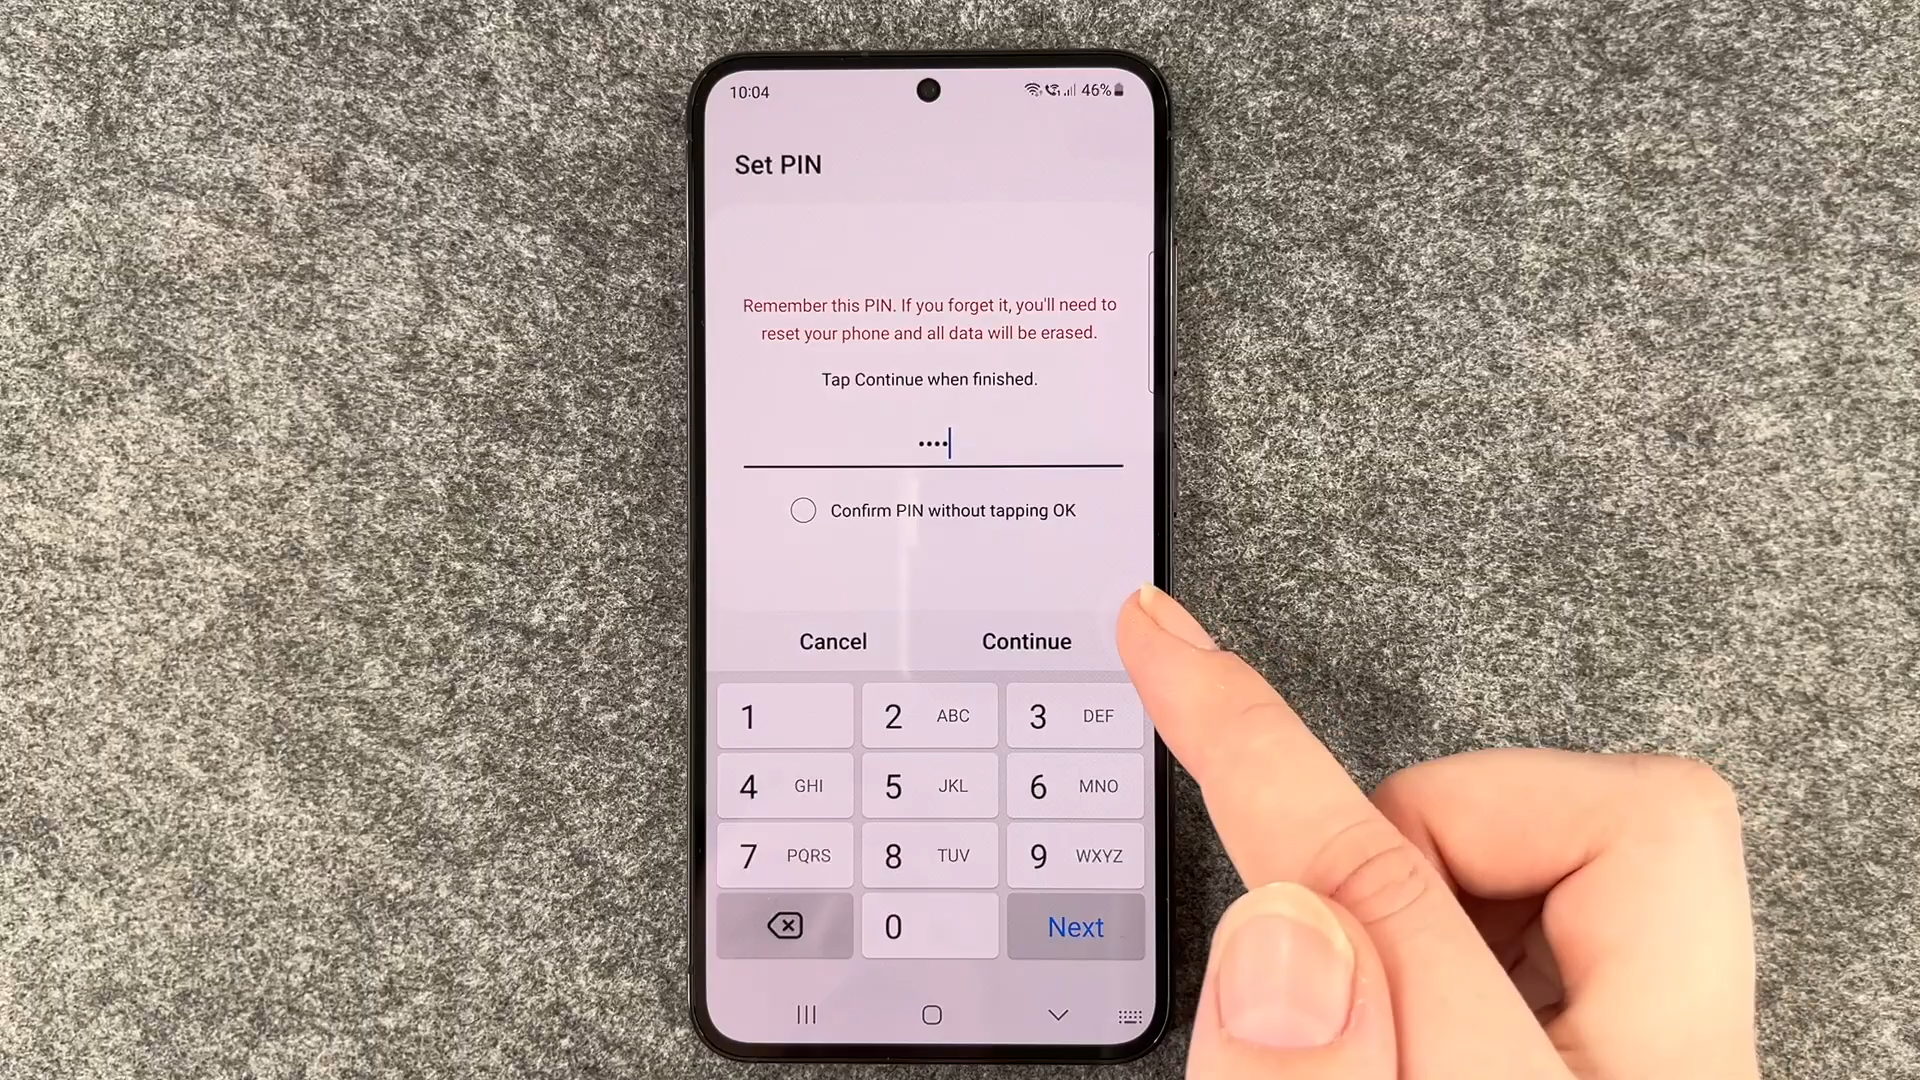 10:04
46%
Set PIN
Remember this PIN. If you forget it, you'll need to
reset your phone and all data will be erased.
Tap Continue when finished.
••••
Confirm PIN without tapping OK
Cancel Continue
1 2 ABC 3 DEF
4 GHI 5 JKL 6 MNO
7 PQRS 8 TUV 9 WXYZ
0 Next